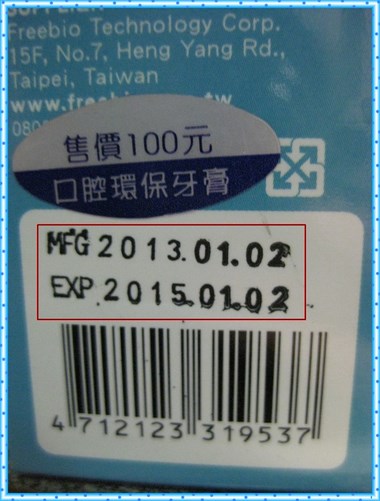 Freebio Technology Corp.
15F, No.7, Heng Yang Rd.,
Taipei, Taiwan
售價100元
口腔環保牙膏
MFG 2013.01.02
EXP 2015.01.02
4 712123 319537